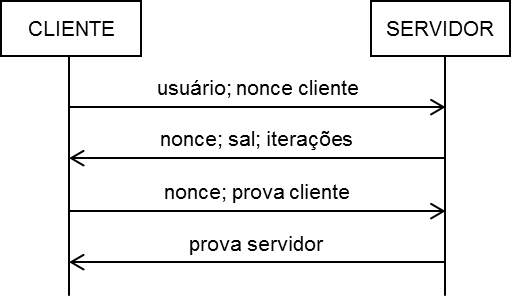 CLIENTE
SERVIDOR
usuário; nonce cliente
nonce; sal; iterações
nonce; prova cliente
prova servidor